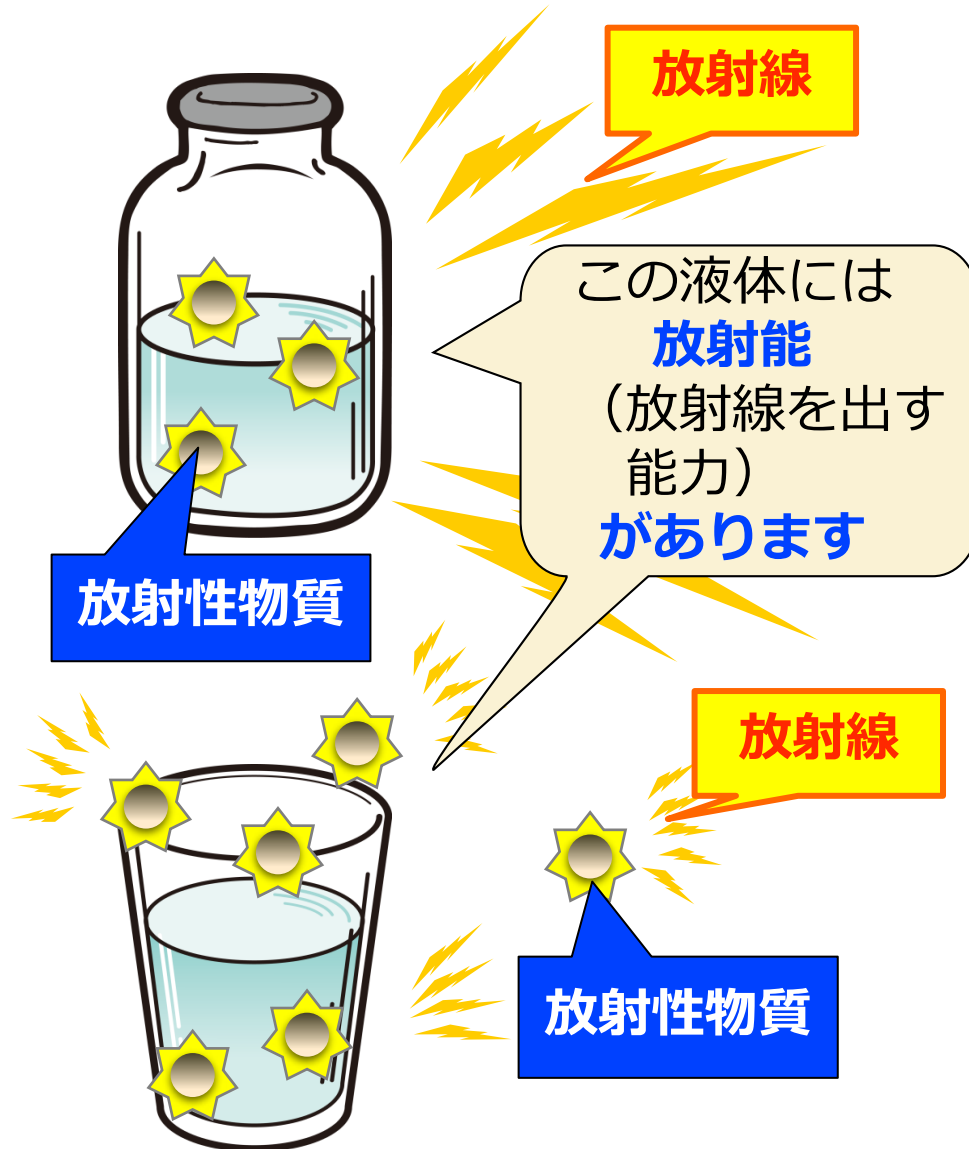 放射線
この液体には
放射能
（放射線を出す
能力）
があります
放射性物質
放射線
放射性物質